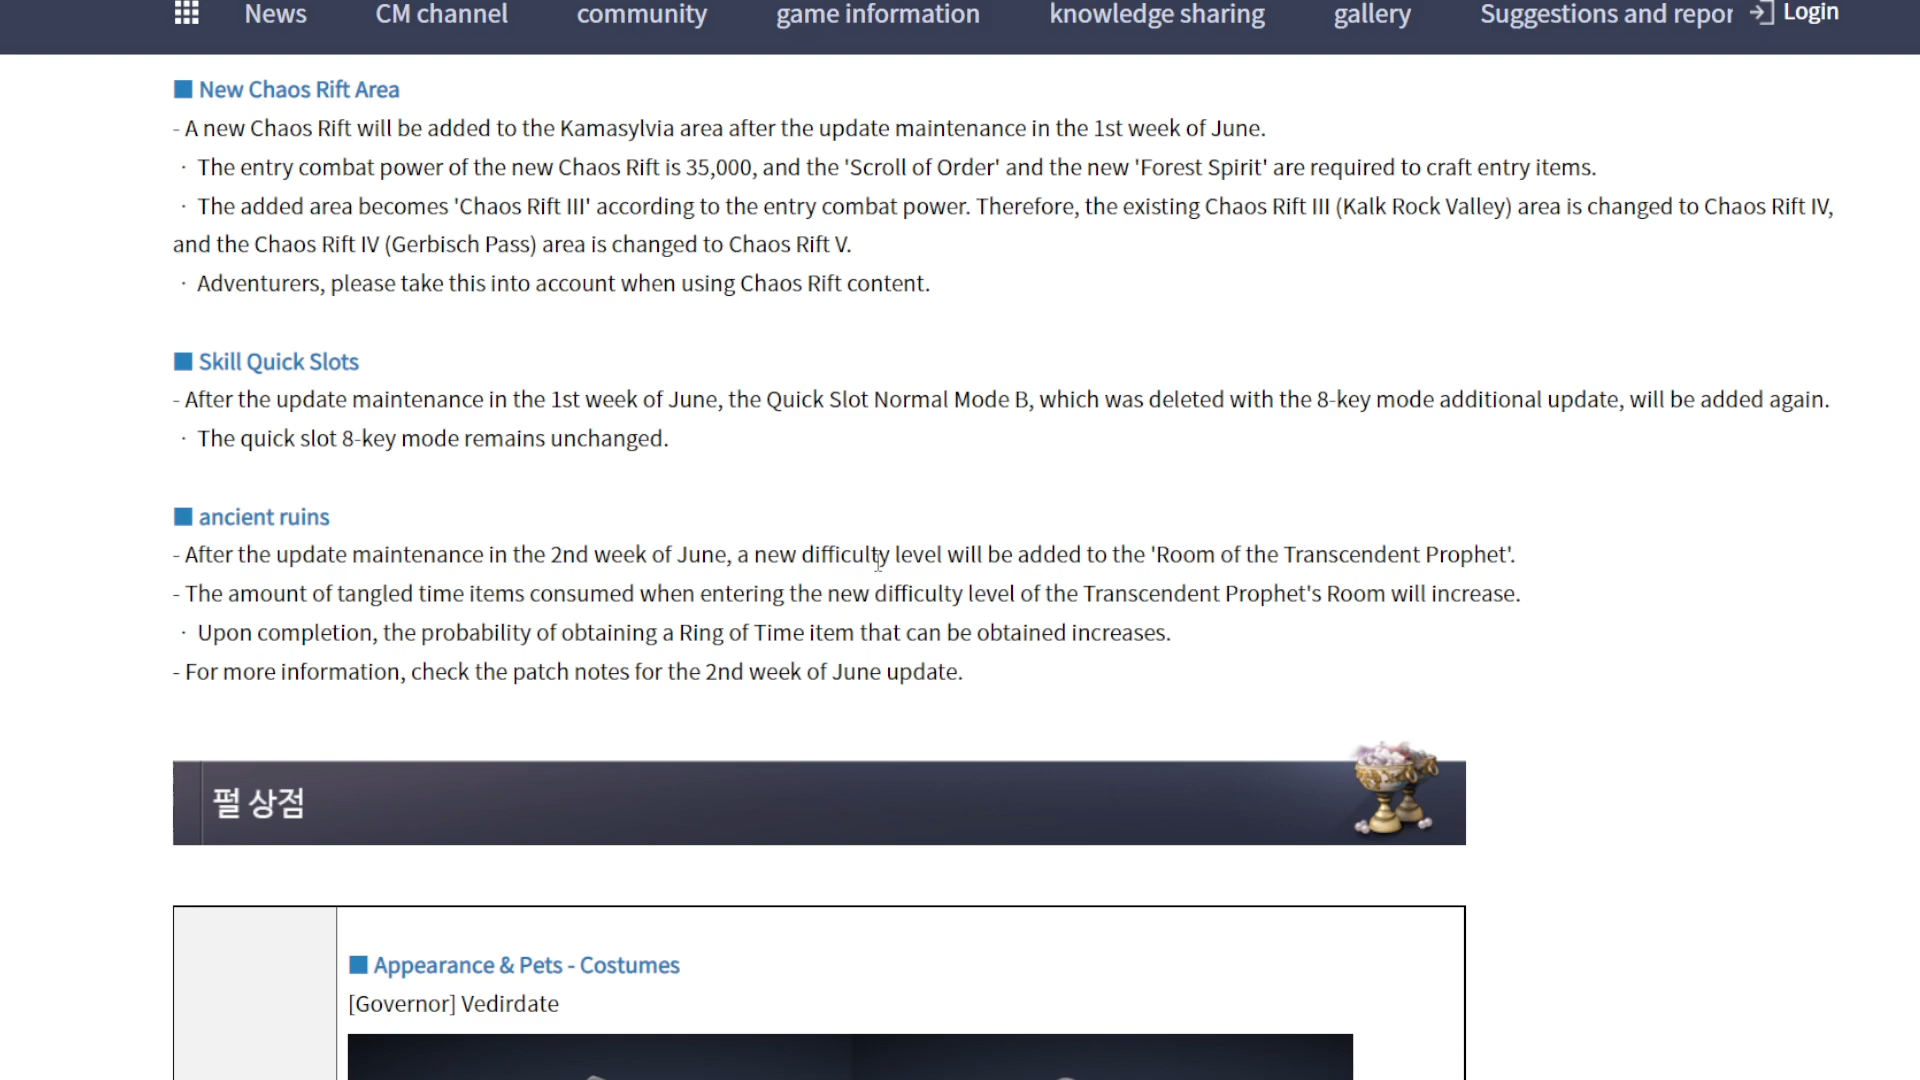 News CM channel community game information knowledge sharing gallery Suggestions and repor Login
New Chaos Rift Area
- A new Chaos Rift will be added to the Kamasylvia area after the update maintenance in the 1st week of June.
· The entry combat power of the new Chaos Rift is 35,000, and the 'Scroll of Order' and the new 'Forest Spirit' are required to craft entry items.
· The added area becomes 'Chaos Rift III' according to the entry combat power. Therefore, the existing Chaos Rift III (Kalk Rock Valley) area is changed to Chaos Rift IV,
and the Chaos Rift IV (Gerbisch Pass) area is changed to Chaos Rift V.
· Adventurers, please take this into account when using Chaos Rift content.
Skill Quick Slots
- After the update maintenance in the 1st week of June, the Quick Slot Normal Mode B, which was deleted with the 8-key mode additional update, will be added again.
· The quick slot 8-key mode remains unchanged.
ancient ruins
- After the update maintenance in the 2nd week of June, a new difficulty level will be added to the 'Room of the Transcendent Prophet'.
- The amount of tangled time items consumed when entering the new difficulty level of the Transcendent Prophet's Room will increase.
· Upon completion, the probability of obtaining a Ring of Time item that can be obtained increases.
- For more information, check the patch notes for the 2nd week of June update.
펄 상점
Appearance & Pets - Costumes
[Governor] Vedirdate